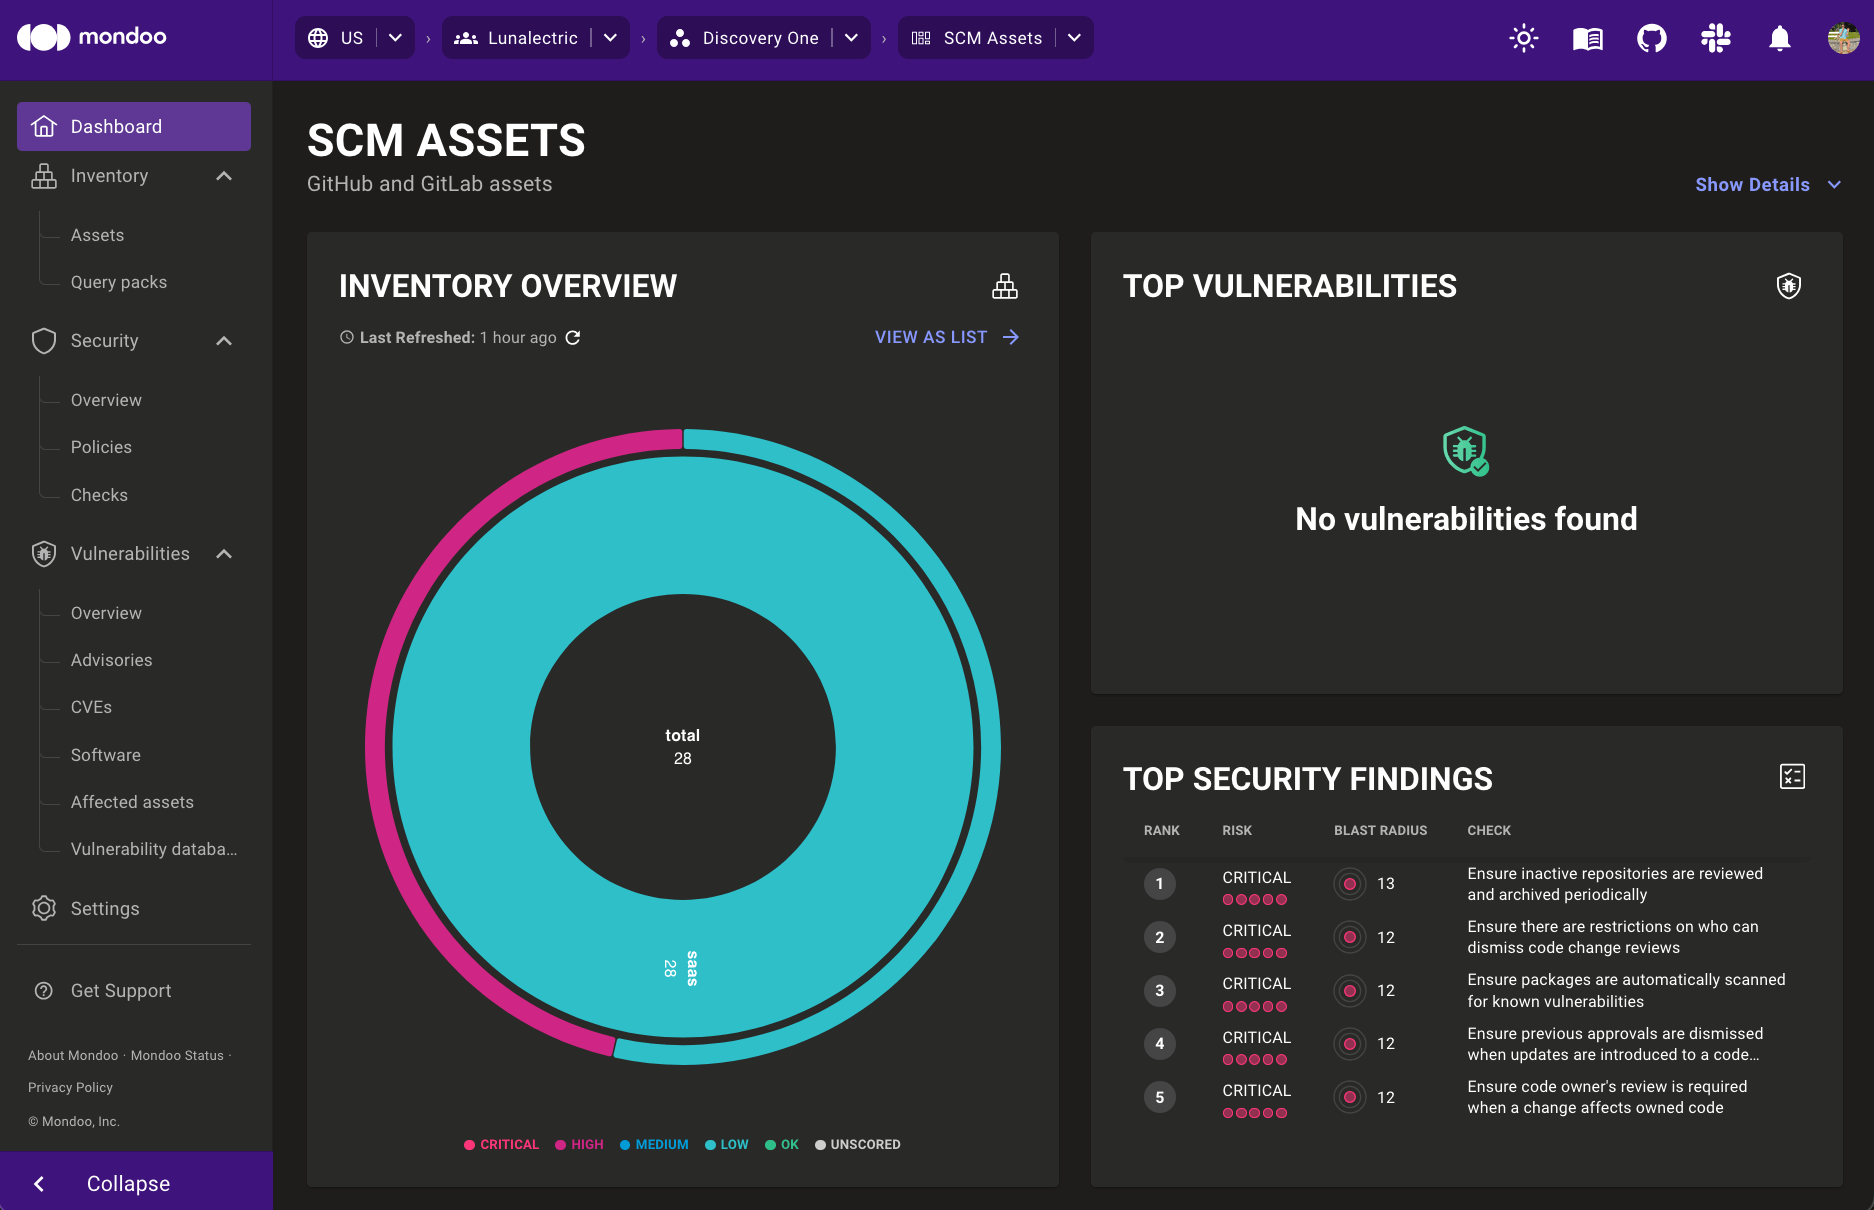 mondoo
US
Lunalectric
Discovery One
SCM Assets
Dashboard
Inventory
Assets
Query packs
Security
Overview
Policies
Checks
Vulnerabilities
Overview
Advisories
CVEs
Software
Affected assets
Vulnerability databa...
Settings
Get Support
About Mondoo · Mondoo Status ·
Privacy Policy
© Mondoo, Inc.
Collapse
SCM ASSETS
GitHub and GitLab assets
Show Details
INVENTORY OVERVIEW
Last Refreshed: 1 hour ago
VIEW AS LIST
total
28
saas
28
CRITICAL HIGH MEDIUM LOW OK UNSCORED
TOP VULNERABILITIES
No vulnerabilities found
TOP SECURITY FINDINGS
RANK RISK BLAST RADIUS CHECK
1 CRITICAL 13 Ensure inactive repositories are reviewed
and archived periodically
2 CRITICAL 12 Ensure there are restrictions on who can
dismiss code change reviews
3 CRITICAL 12 Ensure packages are automatically scanned
for known vulnerabilities
4 CRITICAL 12 Ensure previous approvals are dismissed
when updates are introduced to a code...
5 CRITICAL 12 Ensure code owner's review is required
when a change affects owned code